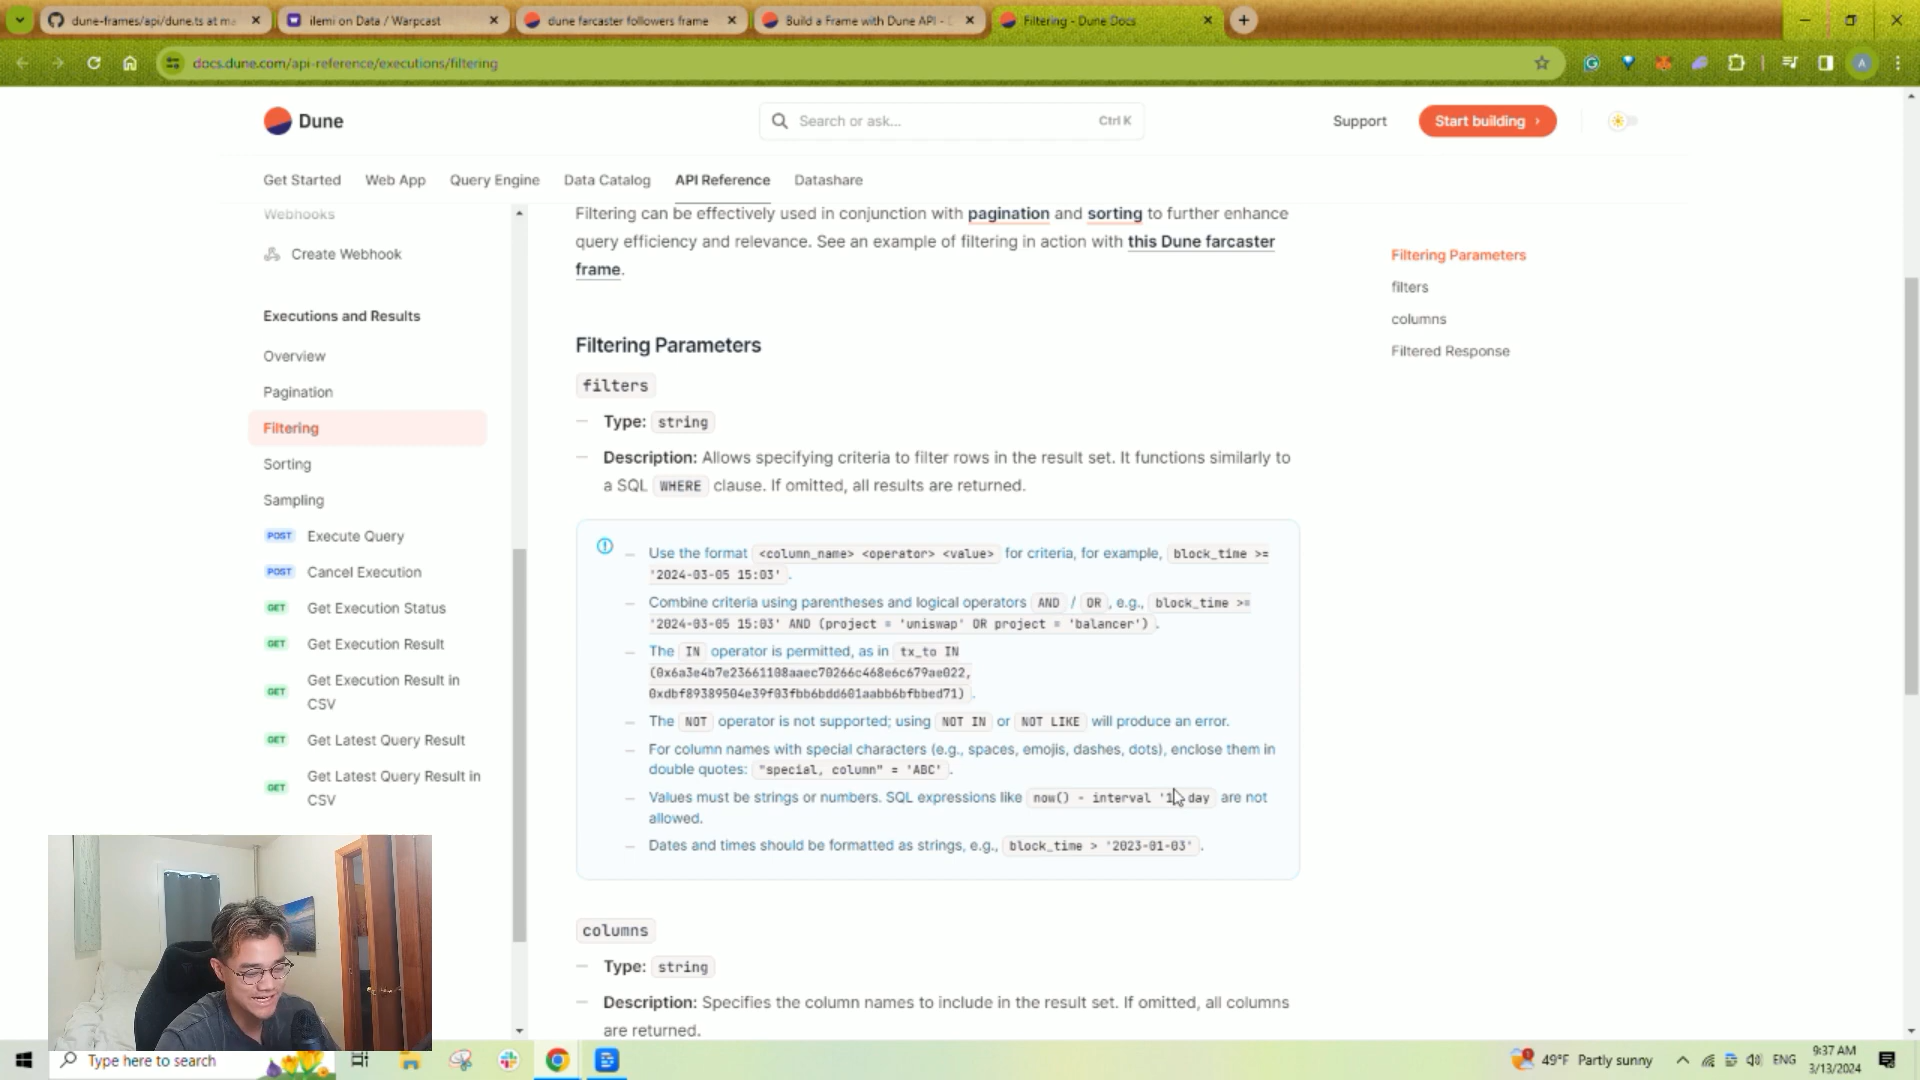 dune-frames/api/dune.ts at ma
ilemi on Data / Warpcast
dune farcaster followers frame
Build a Frame with Dune API -
Filtering - Dune Docs
docs.dune.com/api-reference/executions/filtering
A
Dune
Search or ask...
Ctrl K
Support
Start building
Get Started
Web App
Query Engine
Data Catalog
API Reference
Datashare
Webhooks
Create Webhook
Executions and Results
Overview
Pagination
Filtering
Sorting
Sampling
POST Execute Query
POST Cancel Execution
GET Get Execution Status
GET Get Execution Result
GET Get Execution Result in
CSV
GET Get Latest Query Result
GET Get Latest Query Result in
CSV
Filtering can be effectively used in conjunction with pagination and sorting to further enhance
query efficiency and relevance. See an example of filtering in action with this Dune farcaster
frame.
Filtering Parameters
filters
Type: string
Description: Allows specifying criteria to filter rows in the result set. It functions similarly to
a SQL WHERE clause. If omitted, all results are returned.
Use the format <column_name> <operator> <value> for criteria, for example, block_time >=
'2024-03-05 15:03'.
Combine criteria using parentheses and logical operators AND / OR, e.g., block_time >=
'2024-03-05 15:03' AND (project = 'uniswap' OR project = 'balancer').
The IN operator is permitted, as in tx_to IN
(0x6a3e4b7e23661108aaec70266c468e6c679ae022,
0xdbf89389504e39f03fbb6bdd601aabb6bfbbed71).
The NOT operator is not supported; using NOT IN or NOT LIKE will produce an error.
For column names with special characters (e.g., spaces, emojis, dashes, dots), enclose them in
double quotes: "special, column" = 'ABC'.
Values must be strings or numbers. SQL expressions like now() - interval '1 day are not
allowed.
Dates and times should be formatted as strings, e.g., block_time > '2023-01-03'.
columns
Type: string
Description: Specifies the column names to include in the result set. If omitted, all columns
are returned.
Filtering Parameters
filters
columns
Filtered Response
Type here to search
49°F Partly sunny
ENG
9:37 AM
3/13/2024